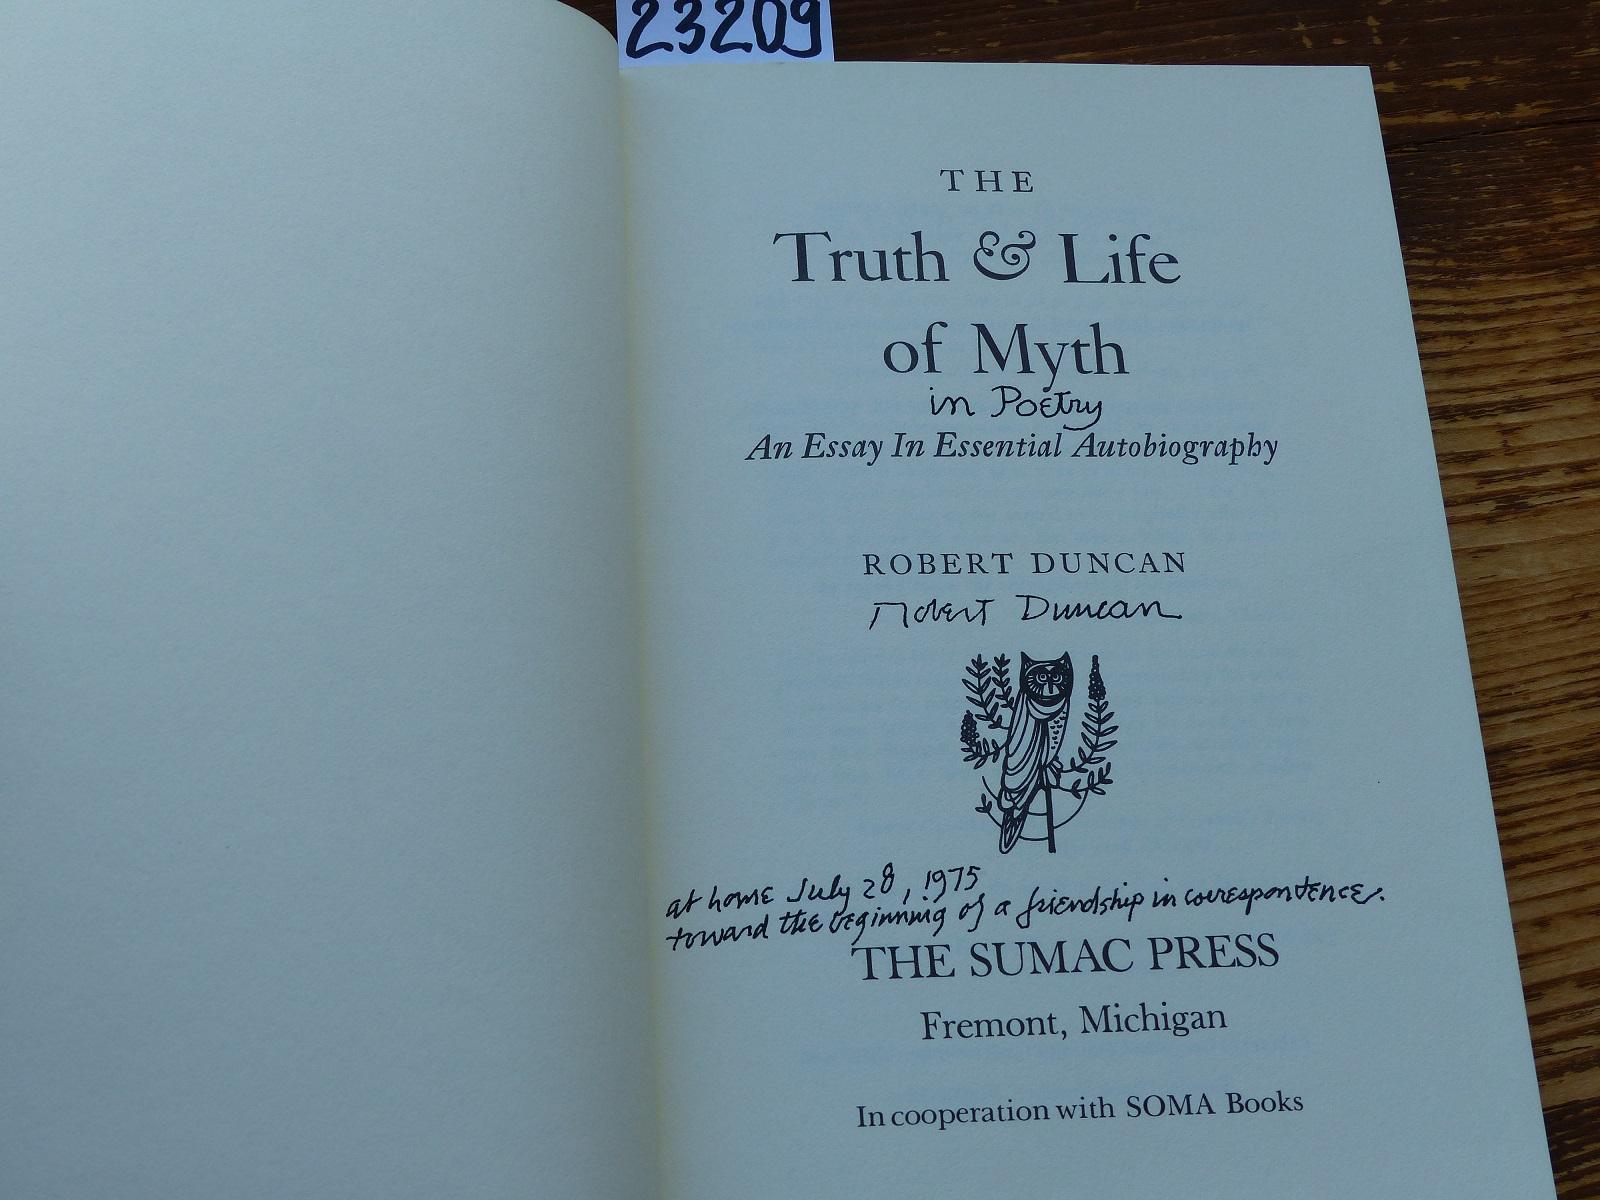 23209
THE
Truth & Life
of Myth
in Poetry
An Essay In Essential Autobiography
ROBERT DUNCAN
Robert Duncan
at home July 28, 1975
toward the beginning of a friendship in correspondence.
THE SUMAC PRESS
Fremont, Michigan
In cooperation with SOMA Books